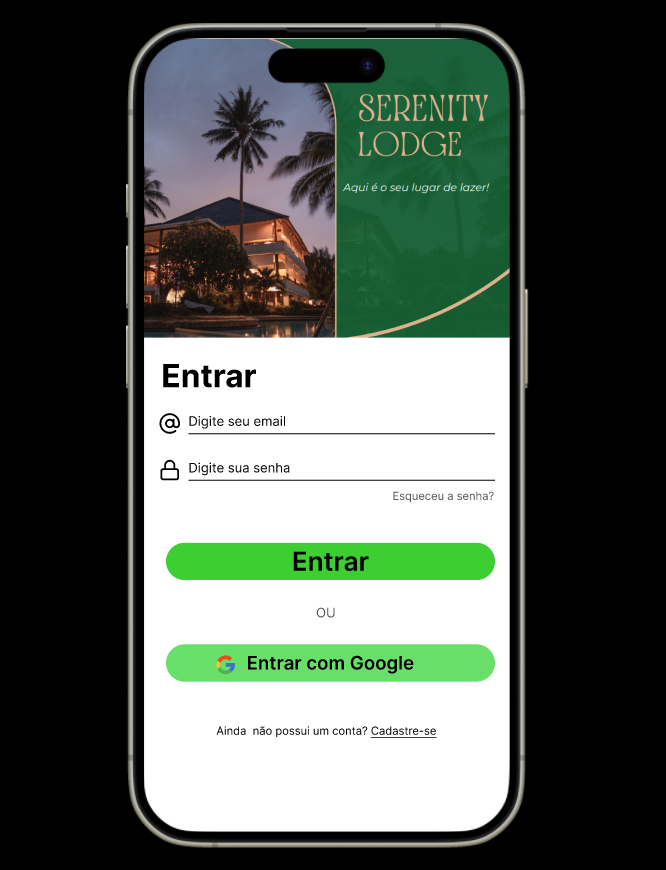 SERENITY
LODGE
Aqui é o seu lugar de lazer!
Entrar
@ Digite seu email
Digite sua senha
Esqueceu a senha?
Entrar
OU
Entrar com Google
Ainda não possui um conta? Cadastre-se